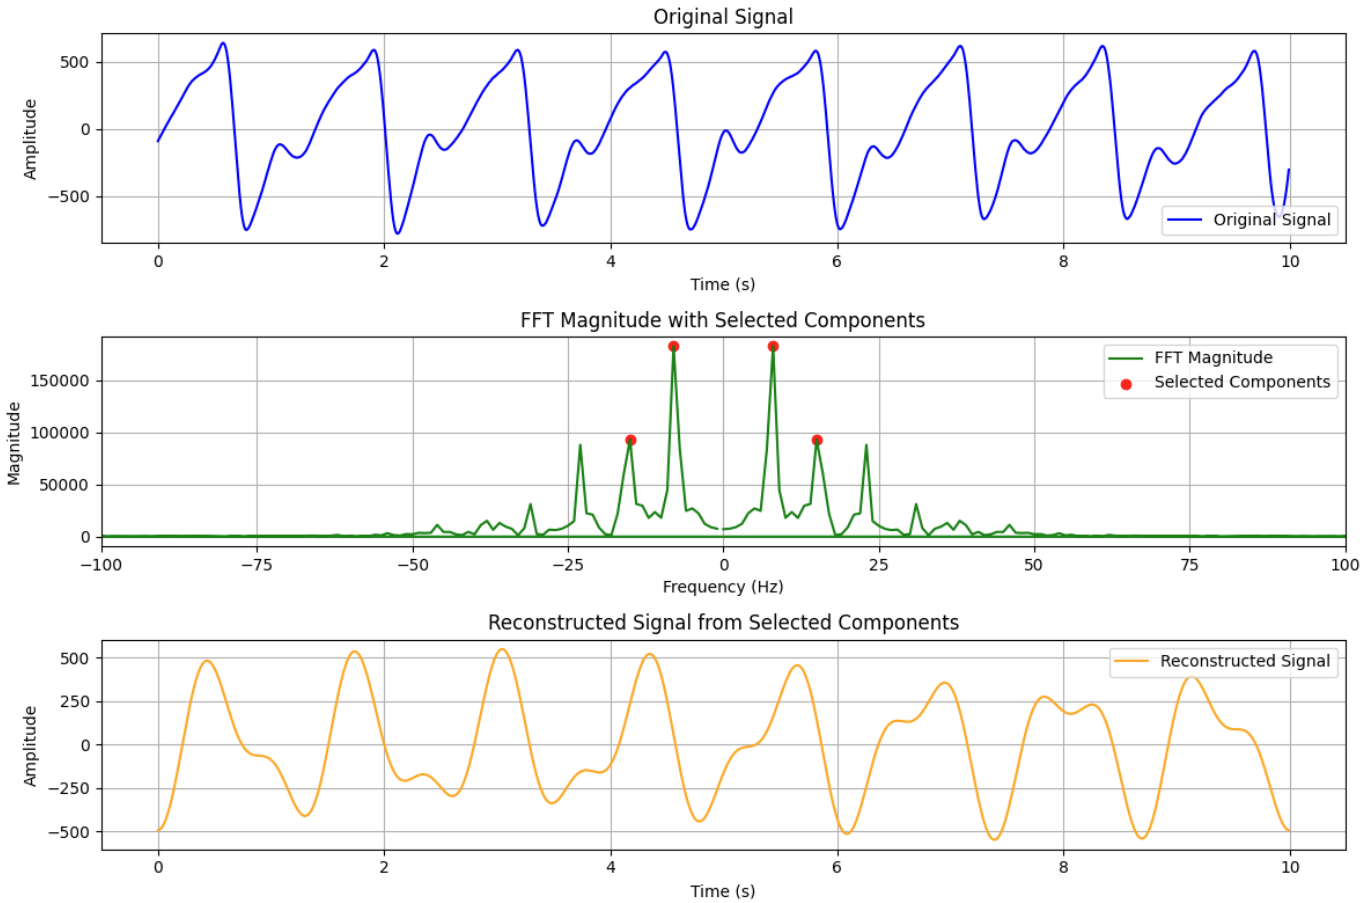 Original Signal
Amplitude
500
0
−500
Original Signal
0 2 4 6 8 10
Time (s)
FFT Magnitude with Selected Components
Magnitude
150000
100000
50000
0
FFT Magnitude
Selected Components
−100 −75 −50 −25 0 25 50 75 100
Frequency (Hz)
Reconstructed Signal from Selected Components
Amplitude
500
250
0
−250
−500
Reconstructed Signal
0 2 4 6 8 10
Time (s)